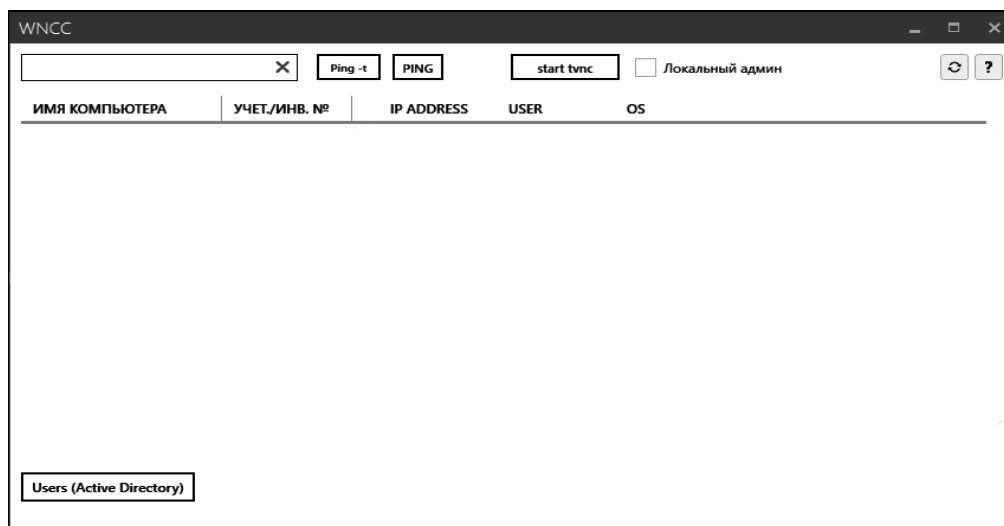 WNCC
Ping -t PING start tvnc Локальный админ ?
ИМЯ КОМПЬЮТЕРА УЧЕТ./ИНВ. № IP ADDRESS USER OS
Users (Active Directory)